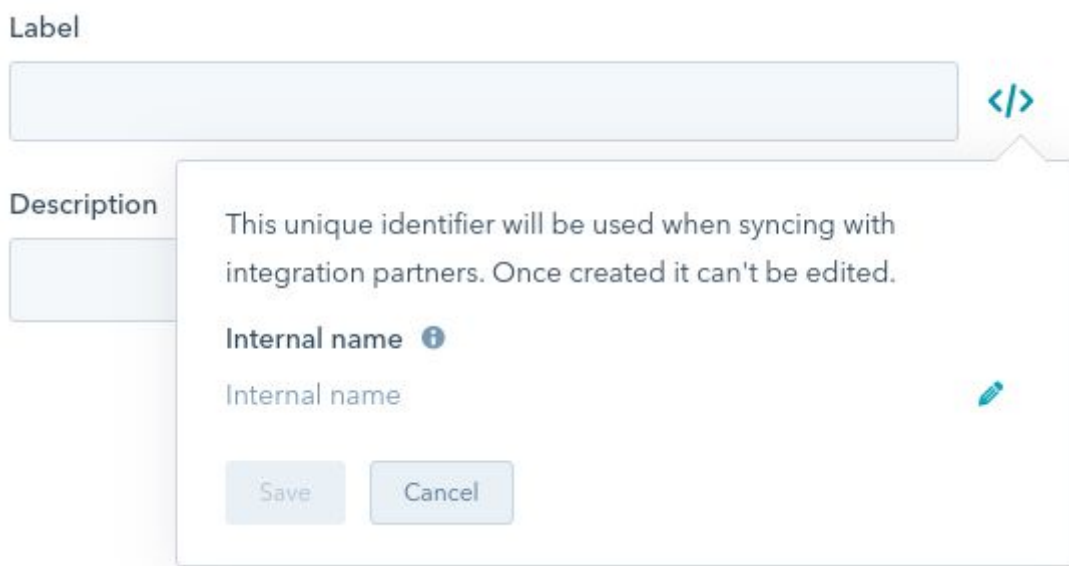 Label
</>
Description
This unique identifier will be used when syncing with
integration partners. Once created it can't be edited.
Internal name
Internal name
Save
Cancel